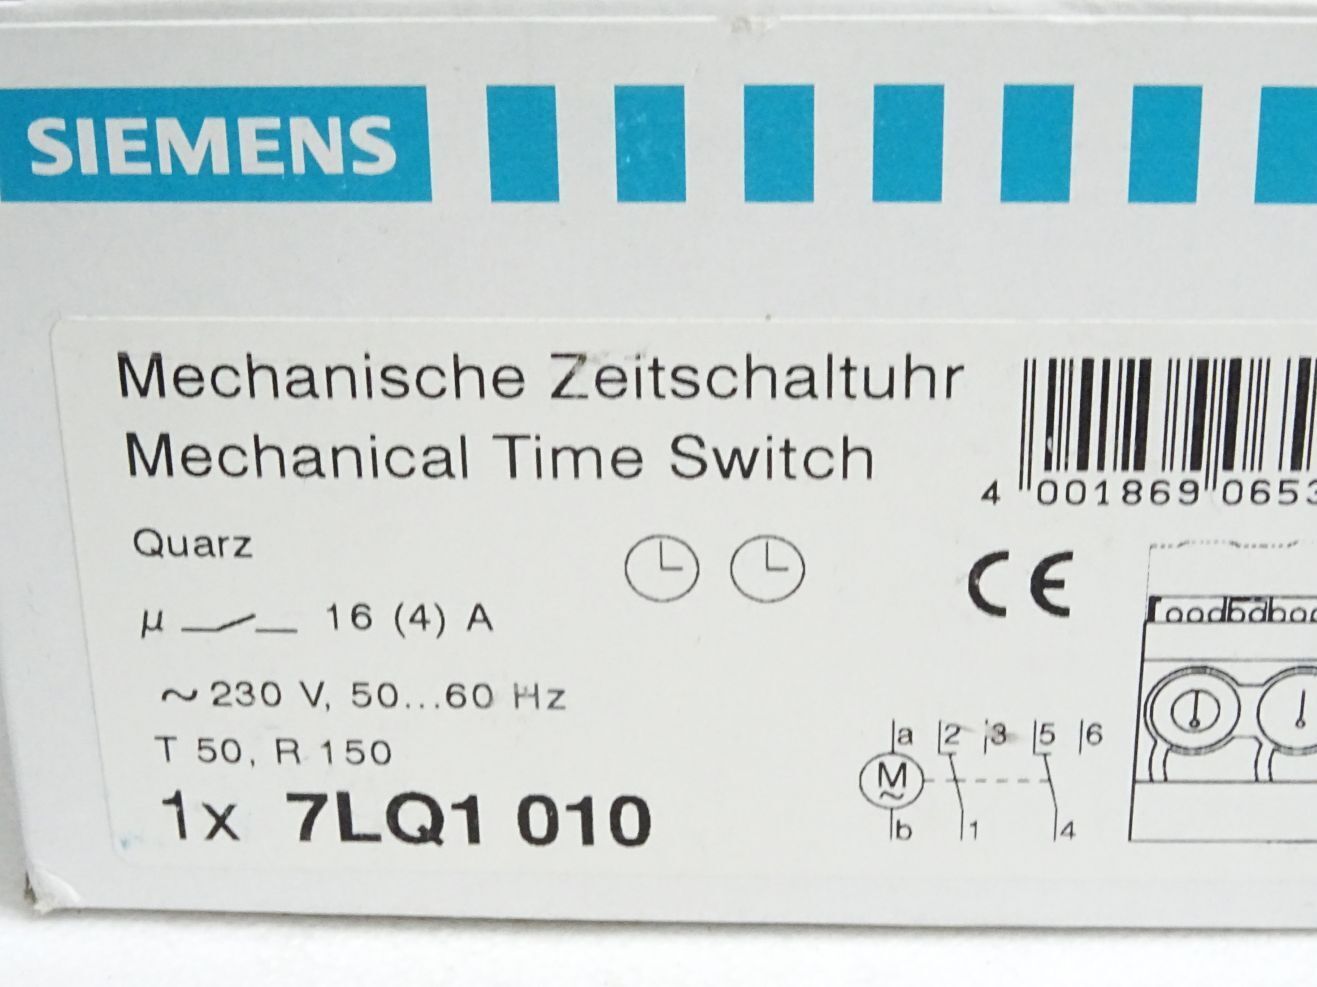 SIEMENS
Mechanische Zeitschaltuhr
Mechanical Time Switch
4 001869 0653
Quarz
CE
µ 16 (4) A
~ 230 V, 50...60 Hz
T 50, R 150
1x 7LQ1 010
a 2 3 5 6
M
~
b 1 4